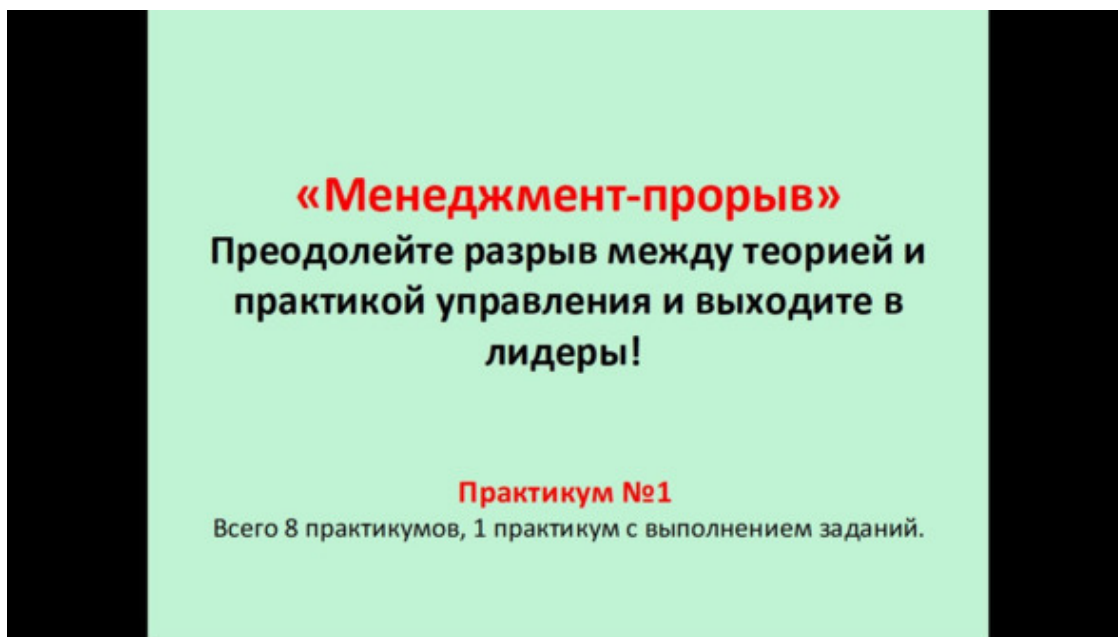 «Менеджмент-прорыв»
Преодолейте разрыв между теорией и
практикой управления и выходите в
лидеры!
Практикум №1
Всего 8 практикумов, 1 практикум с выполнением заданий.